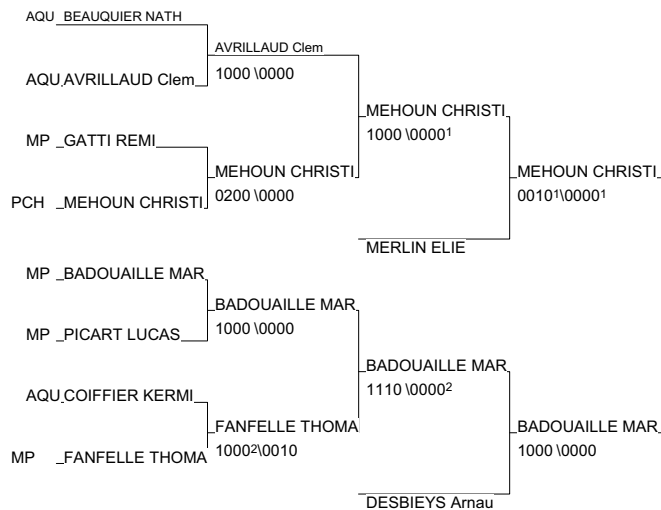 AQU BEAUQUIER NATH
AVRILLAUD Clem
1000 \0000
AQU AVRILLAUD Clem
MEHOUN CHRISTI
1000 \0000¹
MP GATTI REMI
MEHOUN CHRISTI
0200 \0000
MEHOUN CHRISTI
0010¹\0000¹
PCH MEHOUN CHRISTI
MERLIN ELIE
MP BADOUAILLE MAR
BADOUAILLE MAR
1000 \0000
MP PICART LUCAS
BADOUAILLE MAR
1110 \0000²
AQU COIFFIER KERMI
FANFELLE THOMA
1000²\0010
BADOUAILLE MAR
1000 \0000
MP FANFELLE THOMA
DESBIEYS Arnau